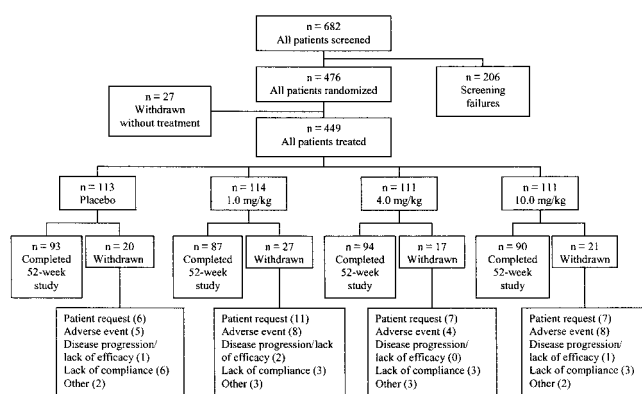 n = 682
All patients screened
n = 476
All patients randomized
n = 206
Screening
failures
n = 27
Withdrawn
without treatment
n = 449
All patients treated
n = 113
Placebo
n = 114
1.0 mg/kg
n = 111
4.0 mg/kg
n = 111
10.0 mg/kg
n = 93
Completed
52-week
study
n = 20
Withdrawn
n = 87
Completed
52-week
study
n = 27
Withdrawn
n = 94
Completed
52-week
study
n = 17
Withdrawn
n = 90
Completed
52-week
study
n = 21
Withdrawn
Patient request (6)
Adverse event (5)
Disease progression/
lack of efficacy (1)
Lack of compliance (6)
Other (2)
Patient request (11)
Adverse event (8)
Disease progression/lack
of efficacy (2)
Lack of compliance (3)
Other (3)
Patient request (7)
Adverse event (4)
Disease progression/
lack of efficacy (0)
Lack of compliance (3)
Other (3)
Patient request (7)
Adverse event (8)
Disease progression/
lack of efficacy (1)
Lack of compliance (3)
Other (2)